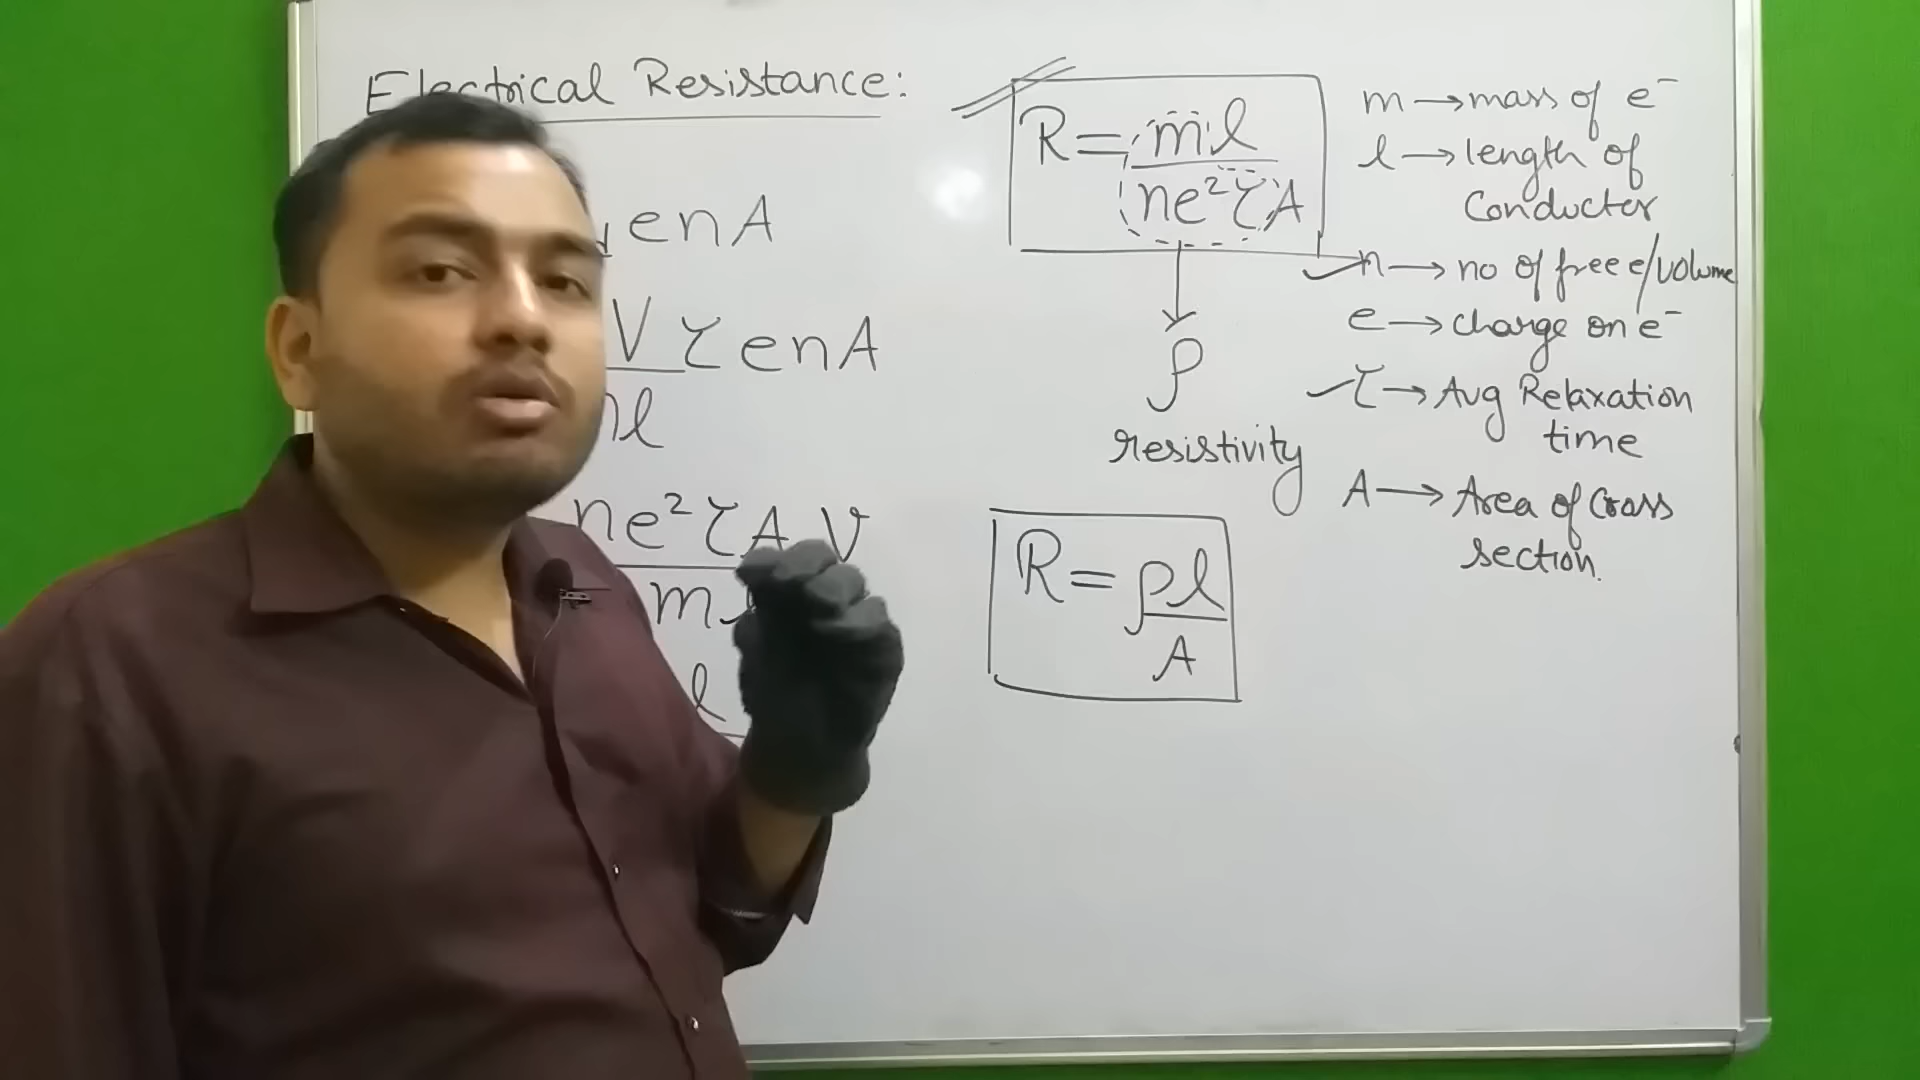 Electrical Resistance:
enA
V τenA
l
ne²τA V
m
l
R = ml
ne²τA
ρ
resistivity
R = ρl
A
m → mass of e⁻
l → length of
Conductor
n → no of free e/volume
e → charge on e⁻
τ → Avg Relaxation
time
A → Area of Cross
section.